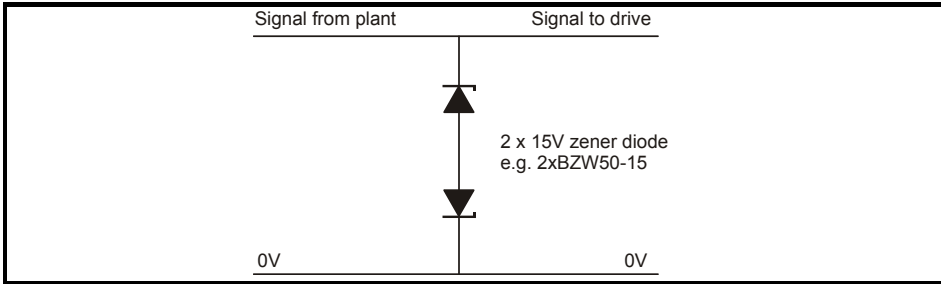 Signal from plant
Signal to drive
2 x 15V zener diode
e.g. 2xBZW50-15
0V
0V